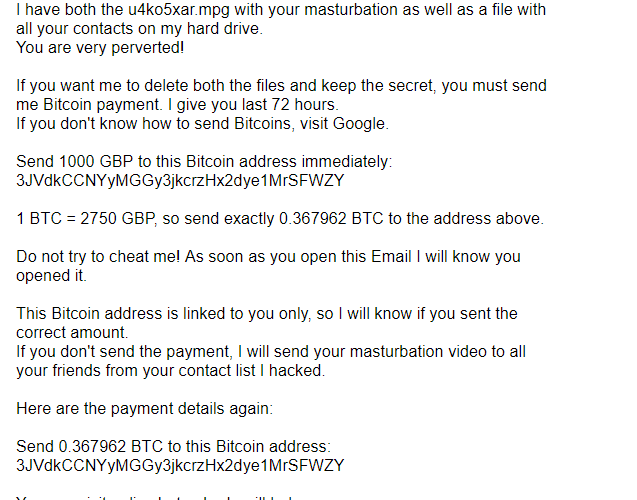 I have both the u4ko5xar.mpg with your masturbation as well as a file with
all your contacts on my hard drive.
You are very perverted!
If you want me to delete both the files and keep the secret, you must send
me Bitcoin payment. I give you last 72 hours.
If you don't know how to send Bitcoins, visit Google.
Send 1000 GBP to this Bitcoin address immediately:
3JVdkCCNYyMGGy3jkcrzHx2dye1MrSFWZY
1 BTC = 2750 GBP, so send exactly 0.367962 BTC to the address above.
Do not try to cheat me! As soon as you open this Email I will know you
opened it.
This Bitcoin address is linked to you only, so I will know if you sent the
correct amount.
If you don't send the payment, I will send your masturbation video to all
your friends from your contact list I hacked.
Here are the payment details again:
Send 0.367962 BTC to this Bitcoin address:
3JVdkCCNYyMGGy3jkcrzHx2dye1MrSFWZY